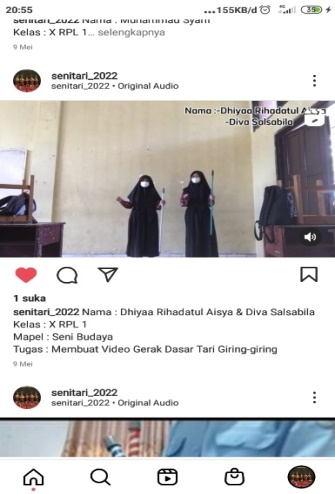 20:55
...155KB/d
39
senitari_2022 Nama : Muhammad Syam
Kelas : X RPL 1... selengkapnya
9 Mei
senitari_2022
senitari_2022 • Original Audio
Nama :-Dhiyaa Rihadatul Aisya
-Diva Salsabila
1 suka
senitari_2022 Nama : Dhiyaa Rihadatul Aisya & Diva Salsabila
Kelas : X RPL 1
Mapel : Seni Budaya
Tugas : Membuat Video Gerak Dasar Tari Giring-giring
9 Mei
senitari_2022
senitari_2022 • Original Audio